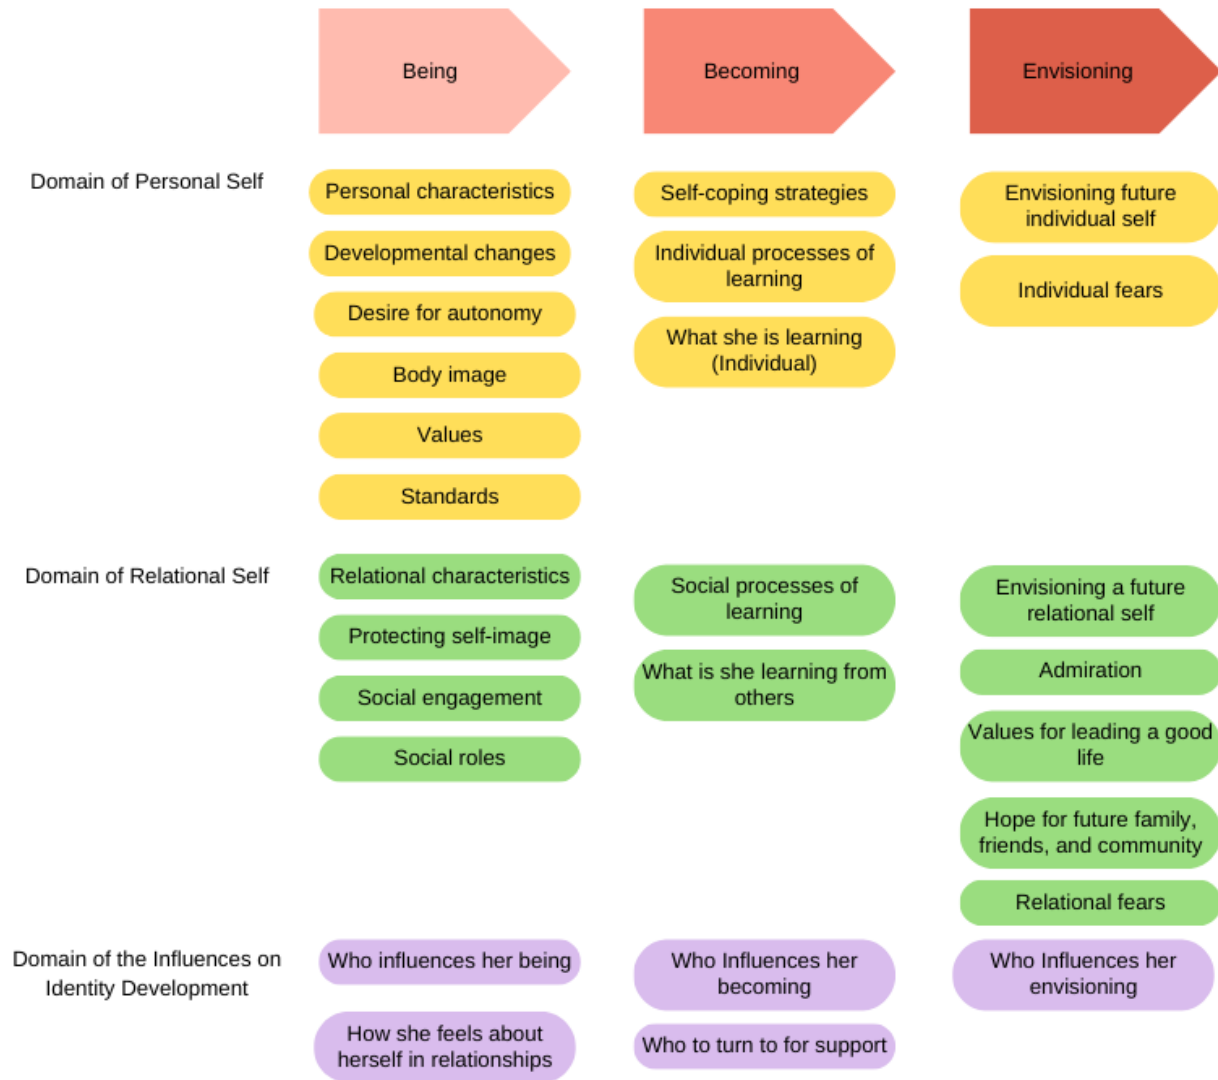 Being
Becoming
Envisioning
Domain of Personal Self
Personal characteristics
Developmental changes
Desire for autonomy
Body image
Values
Standards
Self-coping strategies
Individual processes of
learning
What she is learning
(Individual)
Envisioning future
individual self
Individual fears
Domain of Relational Self
Relational characteristics
Protecting self-image
Social engagement
Social roles
Social processes of
learning
What is she learning from
others
Envisioning a future
relational self
Admiration
Values for leading a good
life
Hope for future family,
friends, and community
Relational fears
Domain of the Influences on
Identity Development
Who influences her being
How she feels about
herself in relationships
Who Influences her
becoming
Who to turn to for support
Who Influences her
envisioning